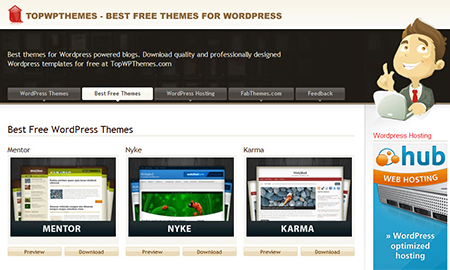 TOPWPTHEMES - BEST FREE THEMES FOR WORDPRESS
Best themes for Wordpress powered blogs. Download quality and professionally designed
Wordpress templates for free at TopWPThemes.com
WordPress Themes
Best Free Themes
WordPress Hosting
FabThemes.com
Feedback
Best Free WordPress Themes
Mentor
Nyke
Karma
MENTOR
NYKE
KARMA
Preview
Download
Preview
Download
Preview
Download
Wordpress Hosting
hub
WEB HOSTING
» WordPress
optimized
hosting